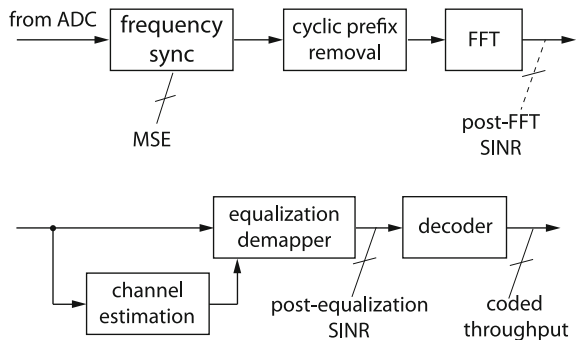 from ADC
frequency
sync
cyclic prefix
removal
FFT
MSE
post-FFT
SINR
equalization
demapper
decoder
channel
estimation
post-equalization
SINR
coded
throughput